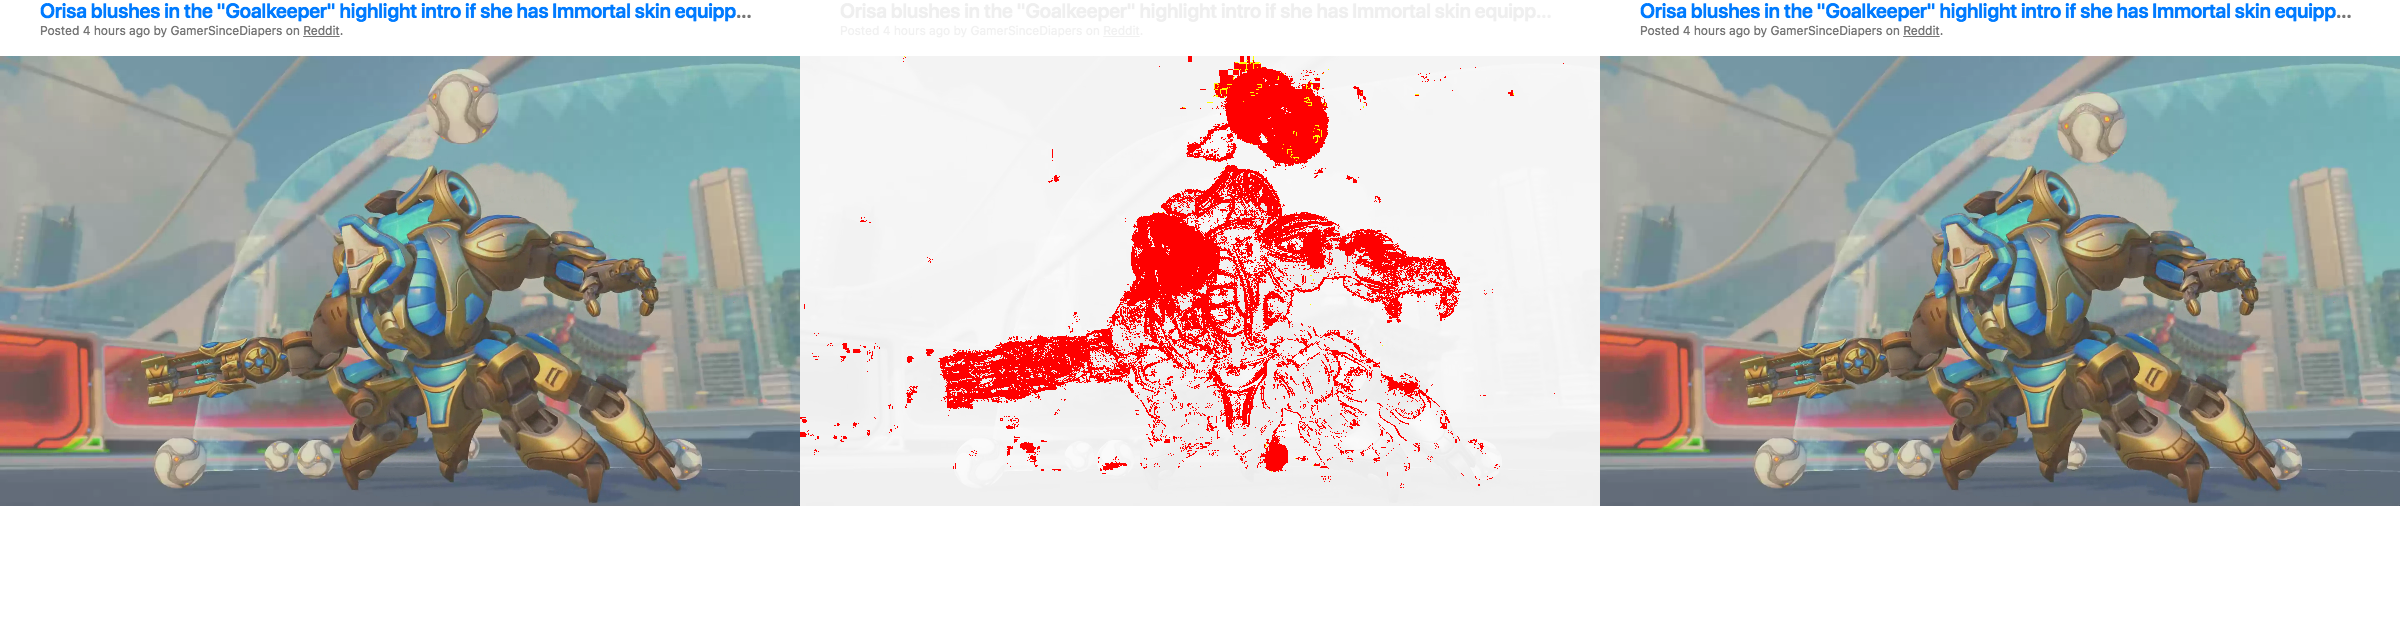 Orisa blushes in the "Goalkeeper" highlight intro if she has Immortal skin equipp...
Posted 4 hours ago by GamerSinceDiapers on Reddit.
Orisa blushes in the "Goalkeeper" highlight intro if she has Immortal skin equipp...
Posted 4 hours ago by GamerSinceDiapers on Reddit.
Orisa blushes in the "Goalkeeper" highlight intro if she has Immortal skin equipp...
Posted 4 hours ago by GamerSinceDiapers on Reddit.